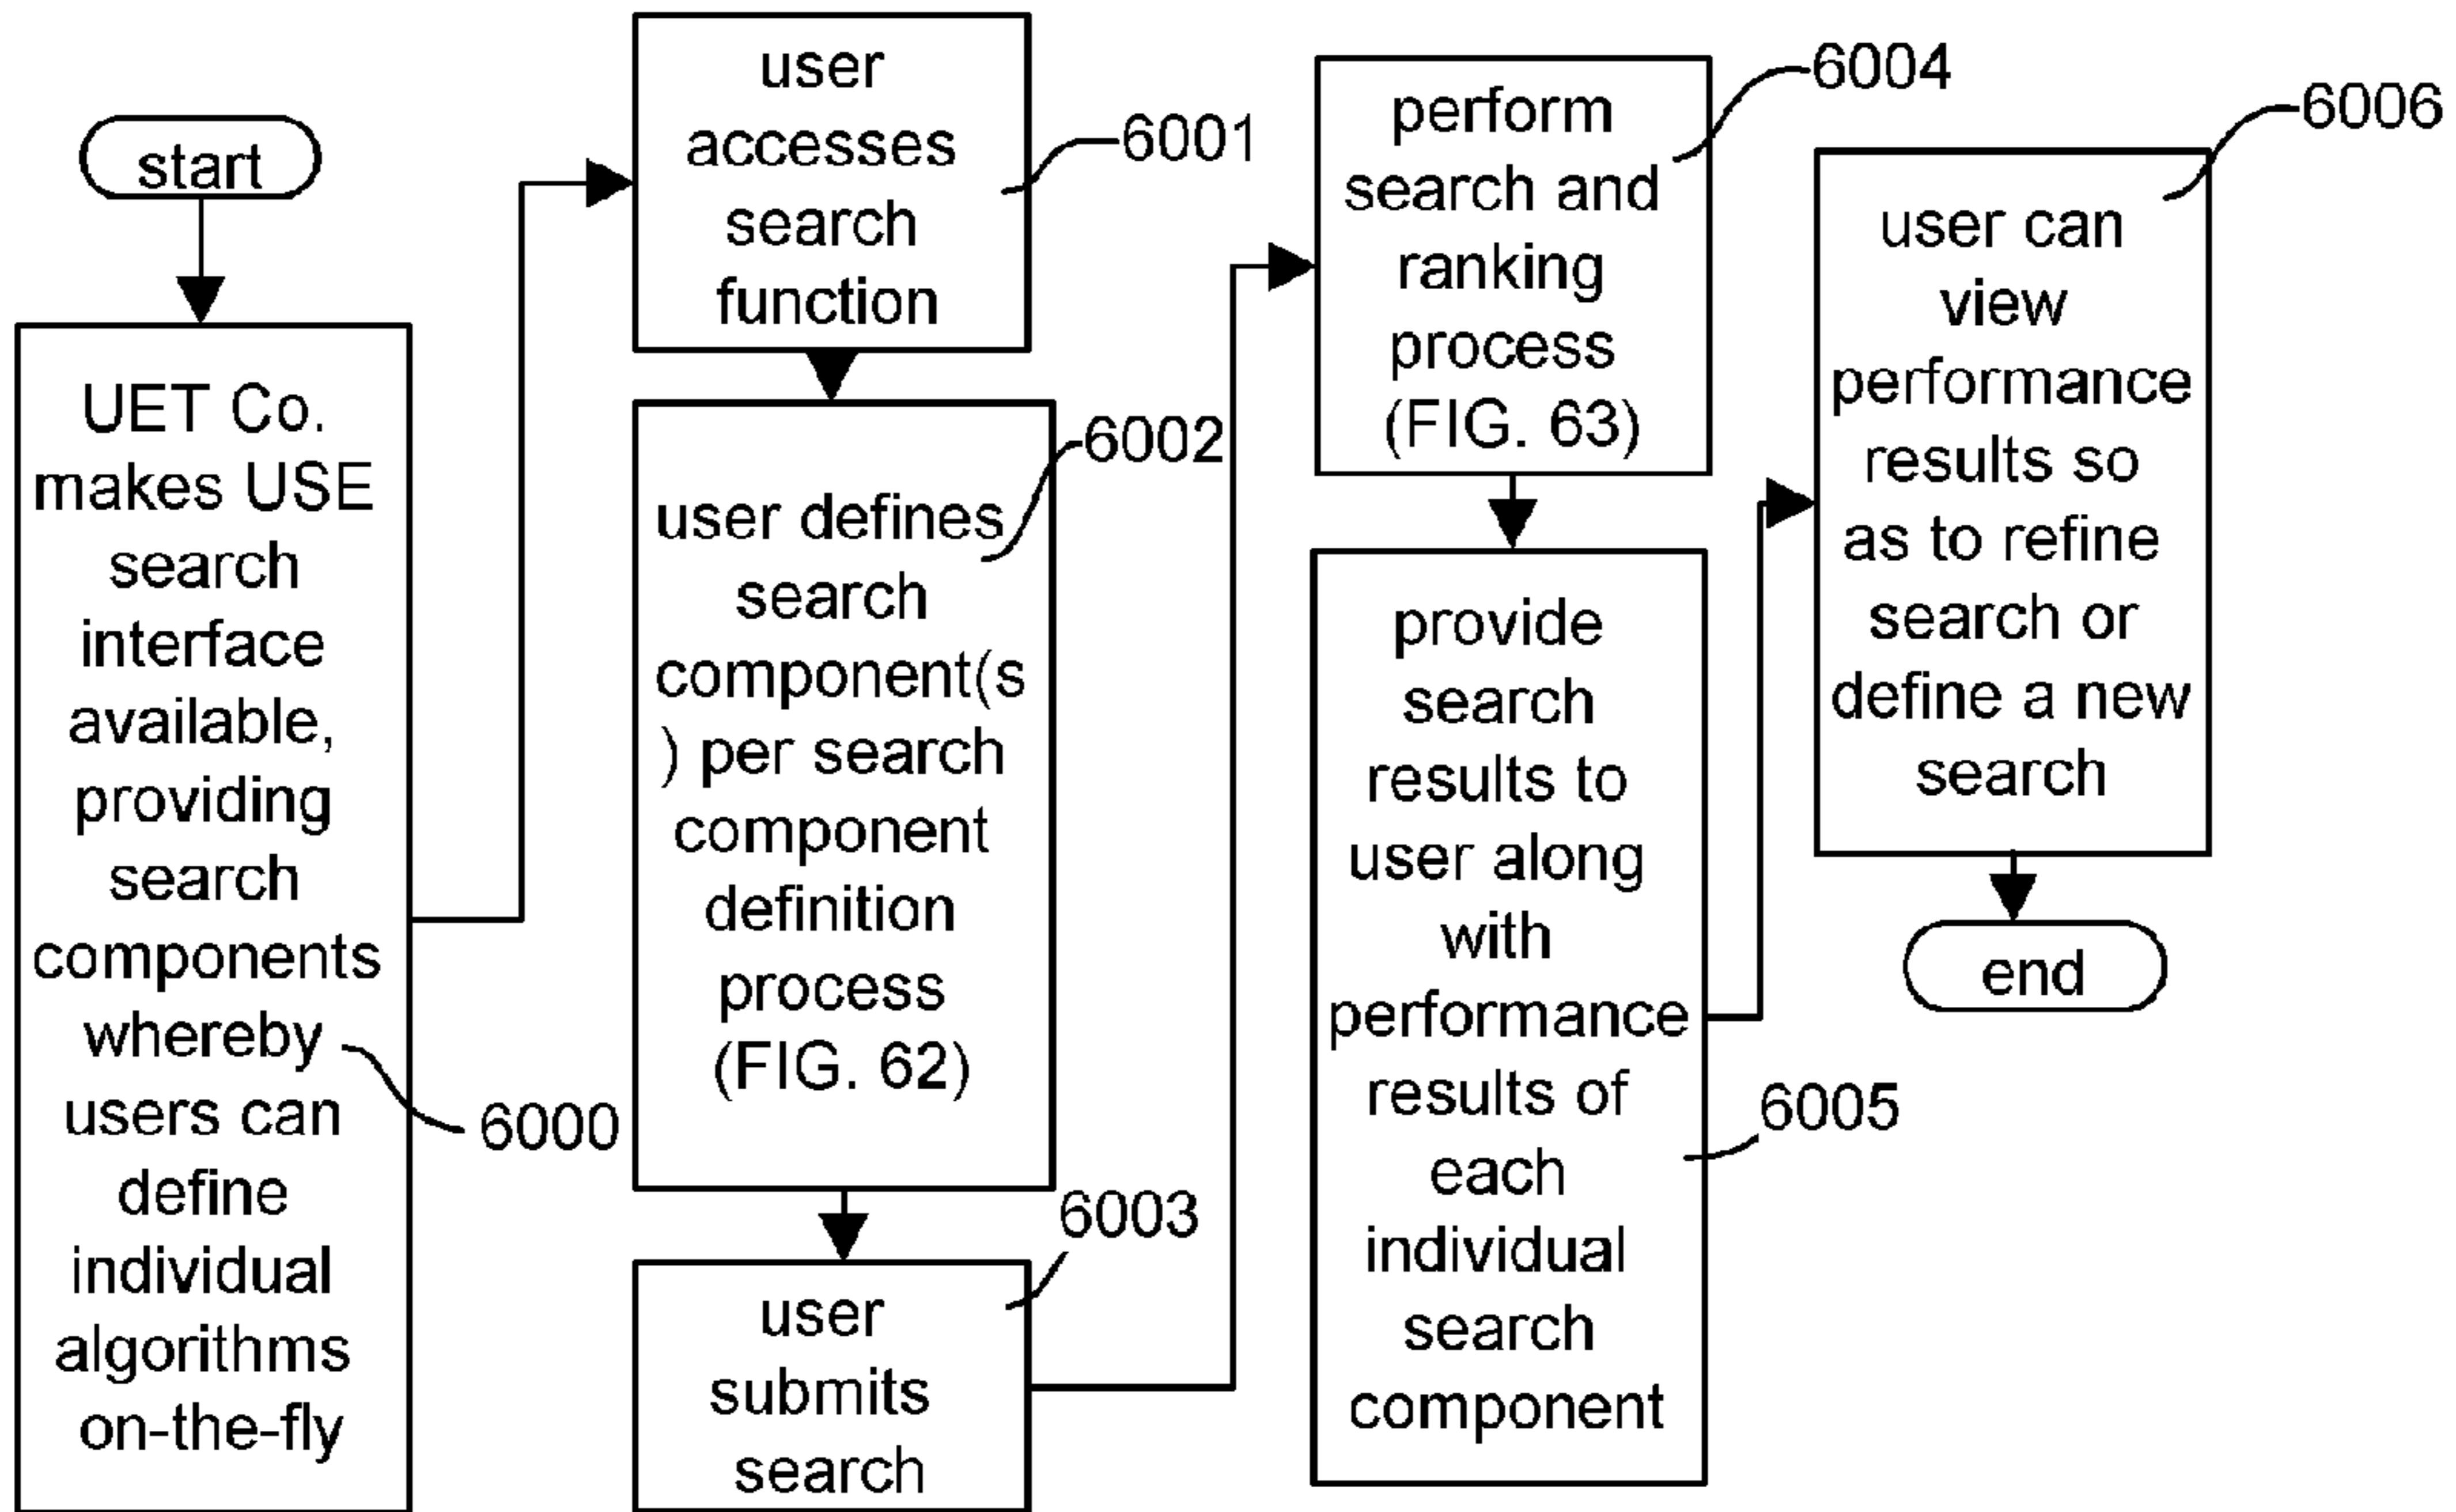 start
UET Co.
makes USE
search
interface
available,
providing
search
components
whereby
users can
define
individual
algorithms
on-the-fly
6000
user
accesses
search
function
6001
user defines
search
component(s
) per search
component
definition
process
(FIG. 62)
6002
user
submits
search
6003
perform
search and
ranking
process
(FIG. 63)
6004
provide
search
results to
user along
with
performance
results of
each
individual
search
component
6005
user can
view
performance
results so
as to refine
search or
define a new
search
6006
end